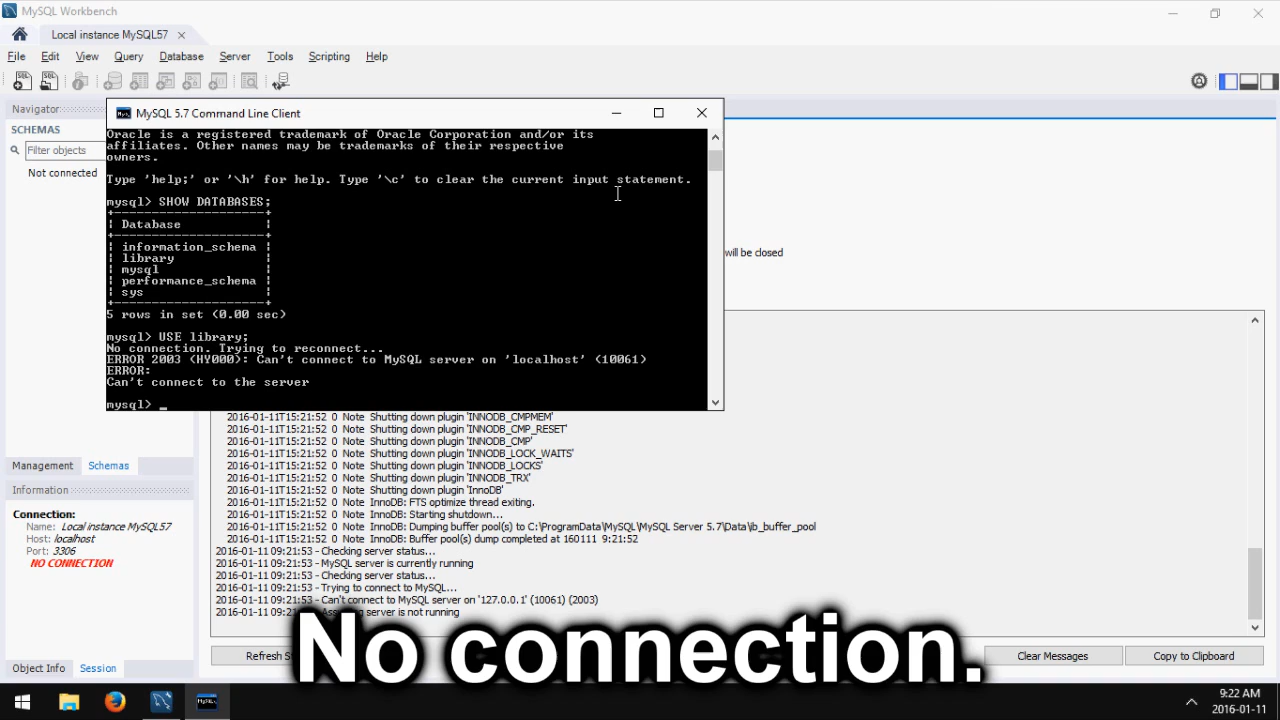 MySQL Workbench
Local instance MySQL57
File Edit View Query Database Server Tools Scripting Help
Navigator
SCHEMAS
Filter objects
Not connected
MySQL 5.7 Command Line Client
Oracle is a registered trademark of Oracle Corporation and/or its
affiliates. Other names may be trademarks of their respective
owners.
Type 'help;' or '\h' for help. Type '\c' to clear the current input statement.
mysql> SHOW DATABASES;
+--------------------+
| Database           |
+--------------------+
| information_schema |
| library            |
| mysql              |
| performance_schema |
| sys                |
+--------------------+
5 rows in set (0.00 sec)
mysql> USE library;
No connection. Trying to reconnect...
ERROR 2003 (HY000): Can't connect to MySQL server on 'localhost' (10061)
ERROR:
Can't connect to the server
mysql> _
will be closed
2016-01-11T15:21:52 0 Note Shutting down plugin 'INNODB_CMPMEM'
2016-01-11T15:21:52 0 Note Shutting down plugin 'INNODB_CMP_RESET'
2016-01-11T15:21:52 0 Note Shutting down plugin 'INNODB_CMP'
2016-01-11T15:21:52 0 Note Shutting down plugin 'INNODB_LOCK_WAITS'
2016-01-11T15:21:52 0 Note Shutting down plugin 'INNODB_LOCKS'
2016-01-11T15:21:52 0 Note Shutting down plugin 'INNODB_TRX'
2016-01-11T15:21:52 0 Note Shutting down plugin 'InnoDB'
2016-01-11T15:21:52 0 Note InnoDB: FTS optimize thread exiting.
2016-01-11T15:21:52 0 Note InnoDB: Starting shutdown...
2016-01-11T15:21:52 0 Note InnoDB: Dumping buffer pool(s) to C:\ProgramData\MySQL\MySQL Server 5.7\Data\ib_buffer_pool
2016-01-11T15:21:52 0 Note InnoDB: Buffer pool(s) dump completed at 160111 9:21:52
2016-01-11 09:21:53 - Checking server status...
2016-01-11 09:21:53 - MySQL server is currently running
2016-01-11 09:21:53 - Checking server status...
2016-01-11 09:21:53 - Trying to connect to MySQL...
2016-01-11 09:21:53 - Can't connect to MySQL server on '127.0.0.1' (10061) (2003)
2016-01-11 09:21:53 - Assuming server is not running
Management Schemas
Information
Connection:
Name: Local instance MySQL57
Host: localhost
Port: 3306
NO CONNECTION
Object Info Session
Refresh
Clear Messages
Copy to Clipboard
No connection.
9:22 AM
2016-01-11